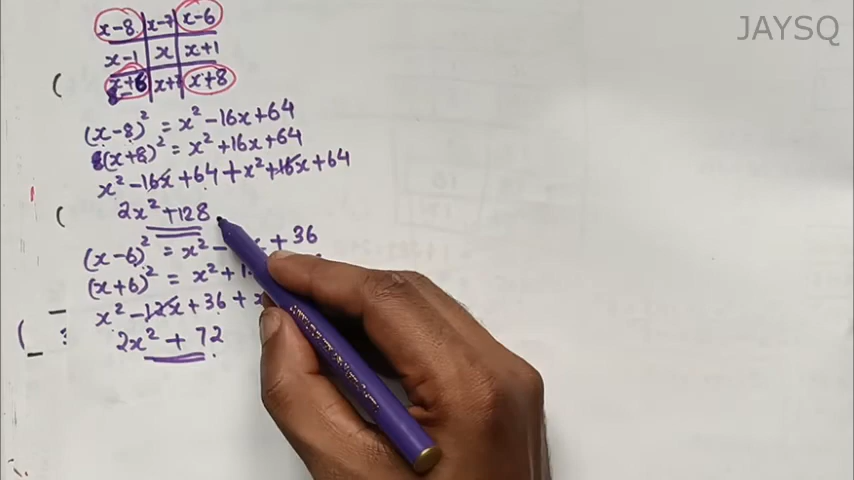 JAYSQ
x-8 x-7 x-6
x-1 x x+1
x+6 x+7 x+8
(x-8)² = x² -16x+64
(x+8)² = x² +16x+64
x² -16x +64 +x² +16x +64
2x² +128
(x-6)² = x² - + 36
(x+6)² = x² + 1
x² -12x + 36 +
2x² + 72